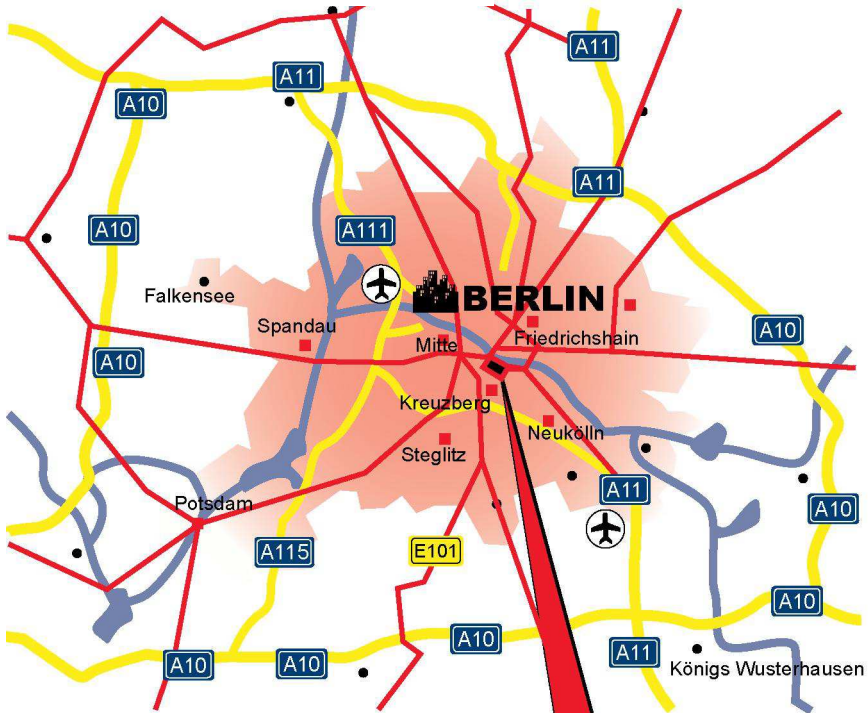 A11
A11
A10
A11
A10
A111
Falkensee
BERLIN
Spandau
Mitte
Friedrichshain
A10
A10
Kreuzberg
Neukölln
Steglitz
A11
Potsdam
A10
A115
E101
A10
A10
A10
A10
A11
Königs Wusterhausen